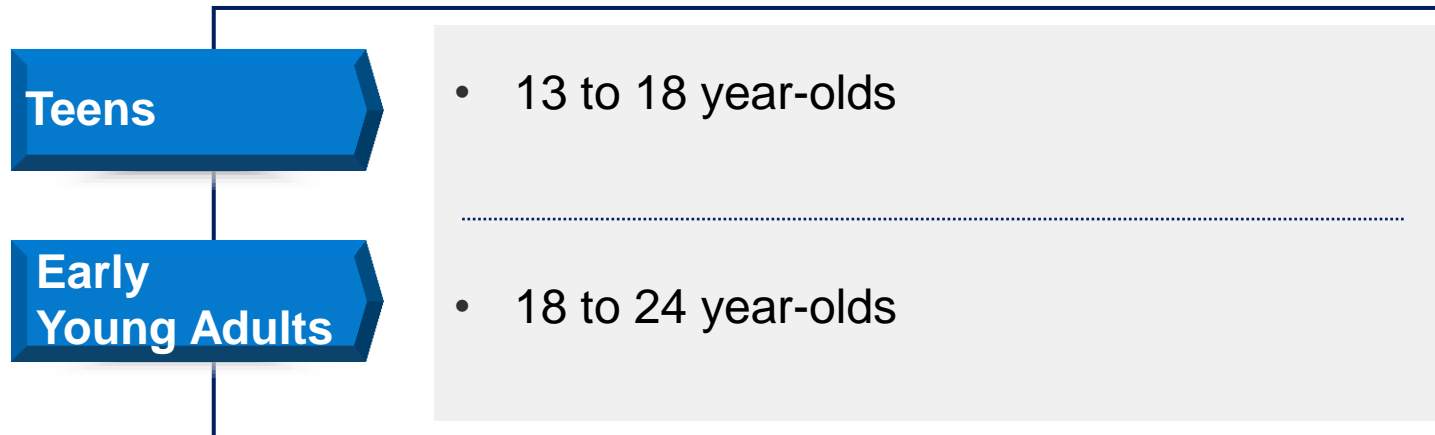 Teens
• 13 to 18 year-olds
Early
Young Adults
• 18 to 24 year-olds